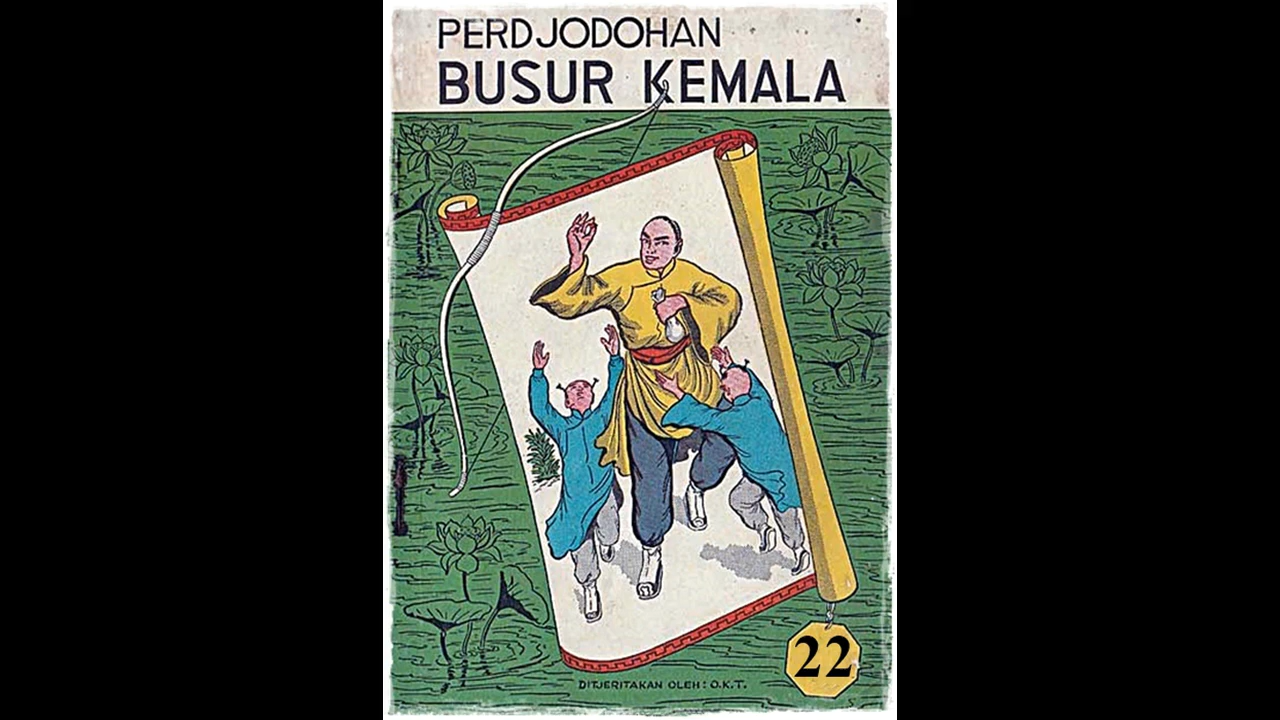 PERDJODOHAN
BUSUR KEMALA
22
DITJERITAKAN OLEH : O.K.T.
S